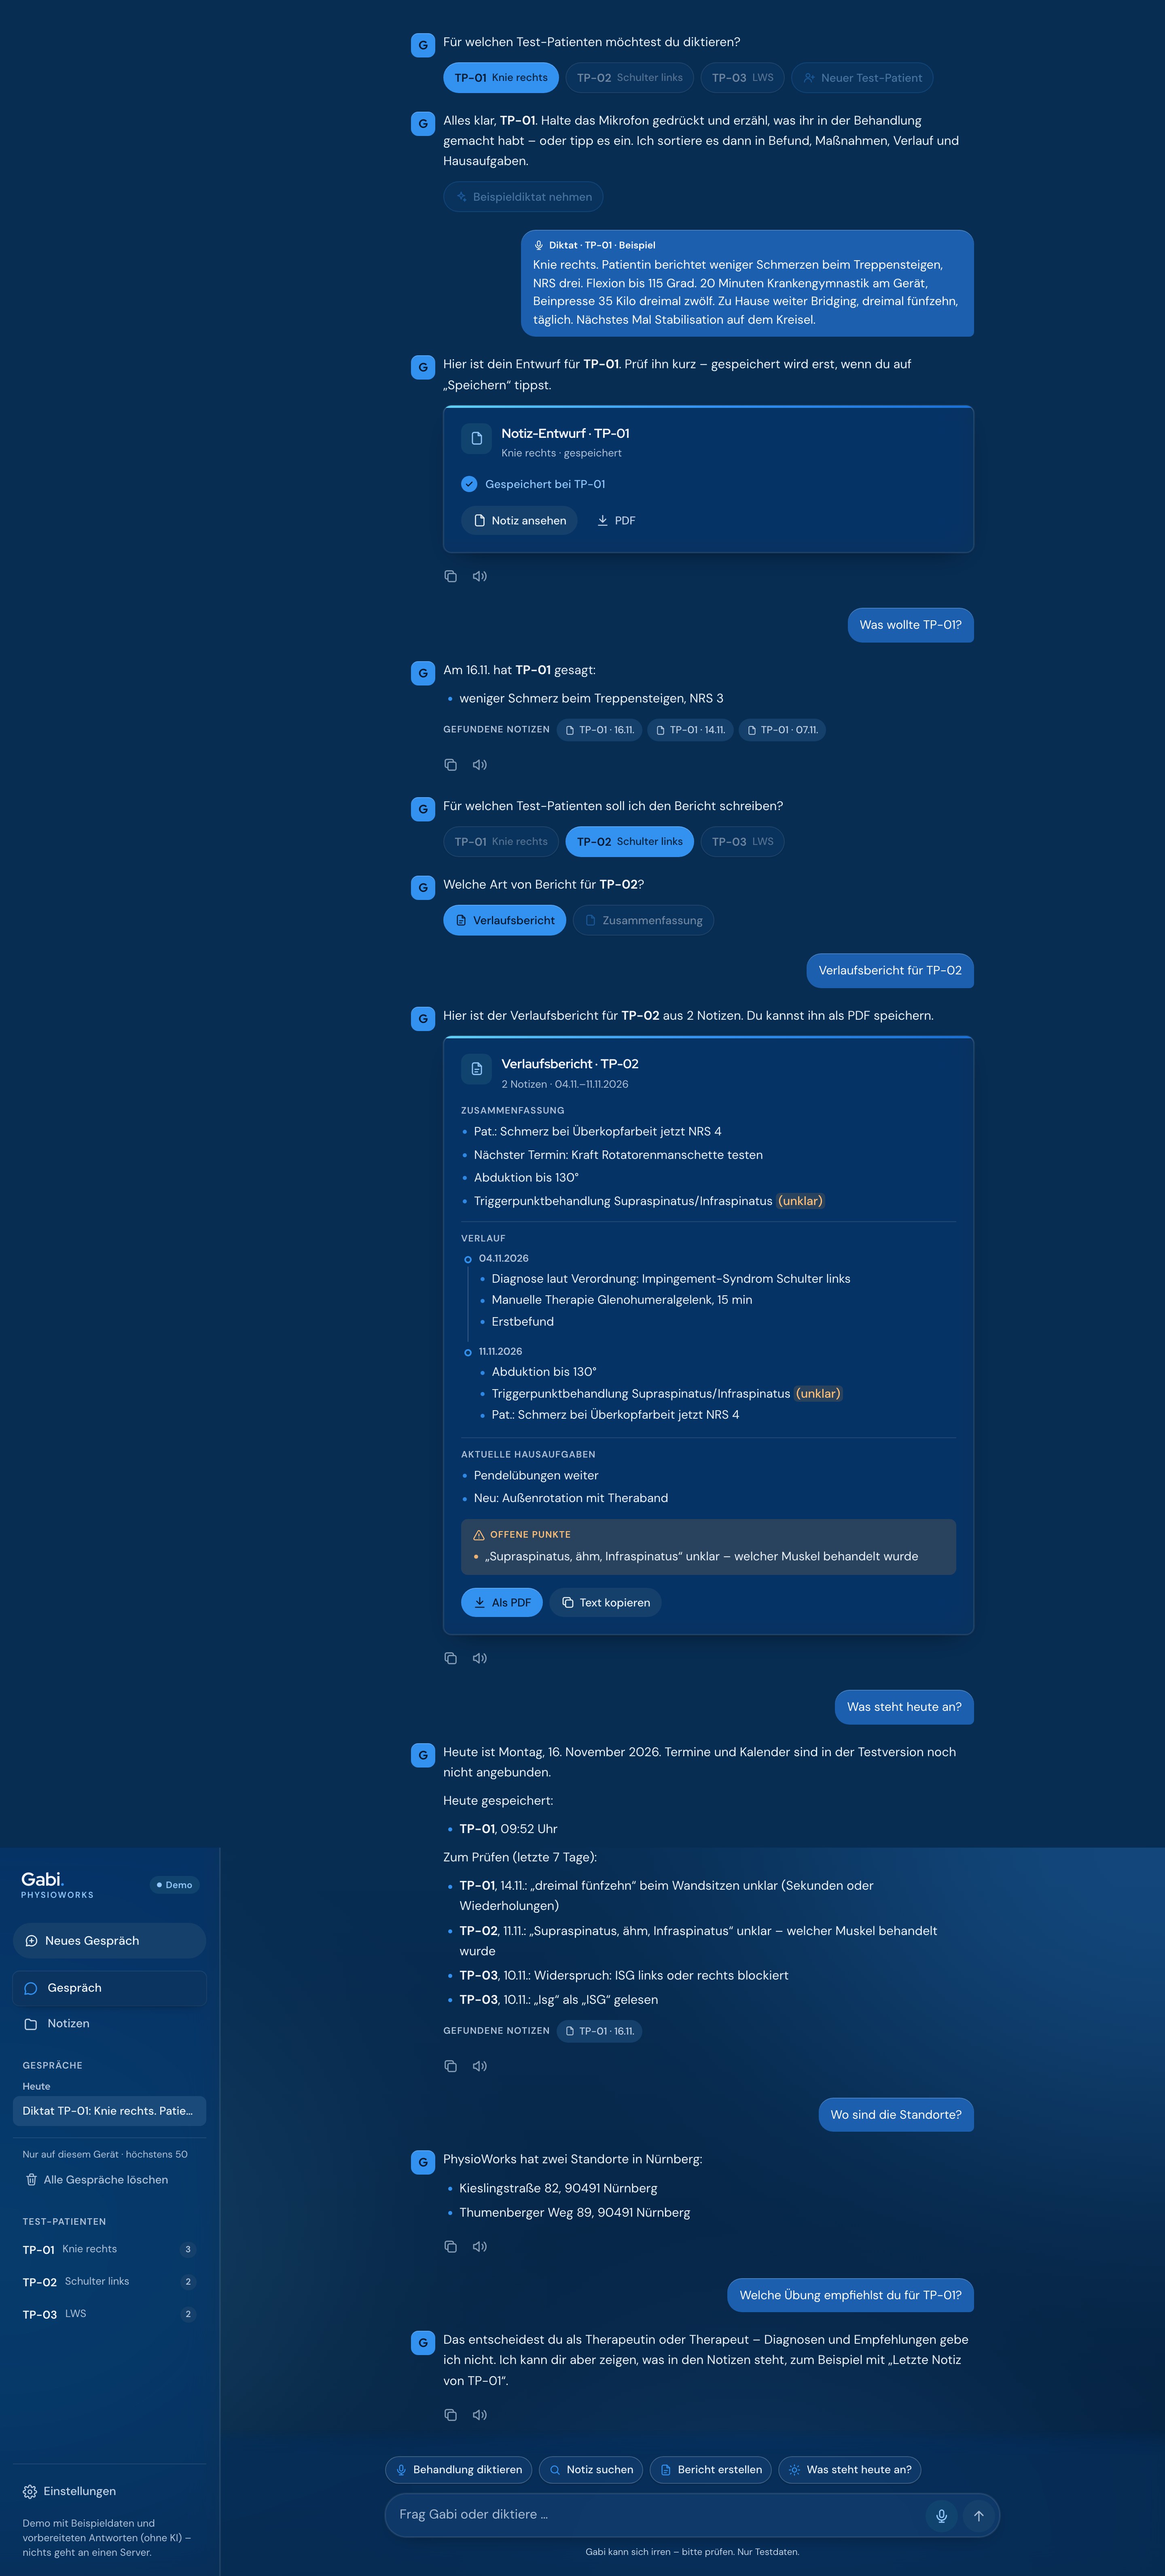 G Für welchen Test-Patienten möchtest du diktieren?
TP-01 Knie rechts TP-02 Schulter links TP-03 LWS Neuer Test-Patient
G Alles klar, TP-01. Halte das Mikrofon gedrückt und erzähl, was ihr in der Behandlung
gemacht habt – oder tipp es ein. Ich sortiere es dann in Befund, Maßnahmen, Verlauf und
Hausaufgaben.
Beispieldiktat nehmen
Diktat · TP-01 · Beispiel
Knie rechts. Patientin berichtet weniger Schmerzen beim Treppensteigen,
NRS drei. Flexion bis 115 Grad. 20 Minuten Krankengymnastik am Gerät,
Beinpresse 35 Kilo dreimal zwölf. Zu Hause weiter Bridging, dreimal fünfzehn,
täglich. Nächstes Mal Stabilisation auf dem Kreisel.
G Hier ist dein Entwurf für TP-01. Prüf ihn kurz – gespeichert wird erst, wenn du auf
„Speichern“ tippst.
Notiz-Entwurf · TP-01
Knie rechts · gespeichert
Gespeichert bei TP-01
Notiz ansehen PDF
Was wollte TP-01?
G Am 16.11. hat TP-01 gesagt:
• weniger Schmerz beim Treppensteigen, NRS 3
GEFUNDENE NOTIZEN TP-01 · 16.11. TP-01 · 14.11. TP-01 · 07.11.
G Für welchen Test-Patienten soll ich den Bericht schreiben?
TP-01 Knie rechts TP-02 Schulter links TP-03 LWS
G Welche Art von Bericht für TP-02?
Verlaufsbericht Zusammenfassung
Verlaufsbericht für TP-02
G Hier ist der Verlaufsbericht für TP-02 aus 2 Notizen. Du kannst ihn als PDF speichern.
Verlaufsbericht · TP-02
2 Notizen · 04.11.–11.11.2026
ZUSAMMENFASSUNG
• Pat.: Schmerz bei Überkopfarbeit jetzt NRS 4
• Nächster Termin: Kraft Rotatorenmanschette testen
• Abduktion bis 130°
• Triggerpunktbehandlung Supraspinatus/Infraspinatus (unklar)
VERLAUF
04.11.2026
• Diagnose laut Verordnung: Impingement-Syndrom Schulter links
• Manuelle Therapie Glenohumeralgelenk, 15 min
• Erstbefund
11.11.2026
• Abduktion bis 130°
• Triggerpunktbehandlung Supraspinatus/Infraspinatus (unklar)
• Pat.: Schmerz bei Überkopfarbeit jetzt NRS 4
AKTUELLE HAUSAUFGABEN
• Pendelübungen weiter
• Neu: Außenrotation mit Theraband
OFFENE PUNKTE
• „Supraspinatus, ähm, Infraspinatus“ unklar – welcher Muskel behandelt wurde
Als PDF Text kopieren
Was steht heute an?
G Heute ist Montag, 16. November 2026. Termine und Kalender sind in der Testversion noch
nicht angebunden.
Heute gespeichert:
• TP-01, 09:52 Uhr
Zum Prüfen (letzte 7 Tage):
• TP-01, 14.11.: „dreimal fünfzehn“ beim Wandsitzen unklar (Sekunden oder
Wiederholungen)
• TP-02, 11.11.: „Supraspinatus, ähm, Infraspinatus“ unklar – welcher Muskel behandelt
wurde
• TP-03, 10.11.: Widerspruch: ISG links oder rechts blockiert
• TP-03, 10.11.: „Isg“ als „ISG“ gelesen
GEFUNDENE NOTIZEN TP-01 · 16.11.
Wo sind die Standorte?
G PhysioWorks hat zwei Standorte in Nürnberg:
• Kieslingstraße 82, 90491 Nürnberg
• Thumenberger Weg 89, 90491 Nürnberg
Welche Übung empfiehlst du für TP-01?
G Das entscheidest du als Therapeutin oder Therapeut – Diagnosen und Empfehlungen gebe
ich nicht. Ich kann dir aber zeigen, was in den Notizen steht, zum Beispiel mit „Letzte Notiz
von TP-01“.
Behandlung diktieren Notiz suchen Bericht erstellen Was steht heute an?
Frag Gabi oder diktiere …
Gabi kann sich irren – bitte prüfen. Nur Testdaten.
Gabi.
PHYSIOWORKS
Demo
Neues Gespräch
Gespräch
Notizen
GESPRÄCHE
Heute
Diktat TP-01: Knie rechts. Patie…
Nur auf diesem Gerät · höchstens 50
Alle Gespräche löschen
TEST-PATIENTEN
TP-01 Knie rechts 3
TP-02 Schulter links 2
TP-03 LWS 2
Einstellungen
Demo mit Beispieldaten und
vorbereiteten Antworten (ohne KI) –
nichts geht an einen Server.